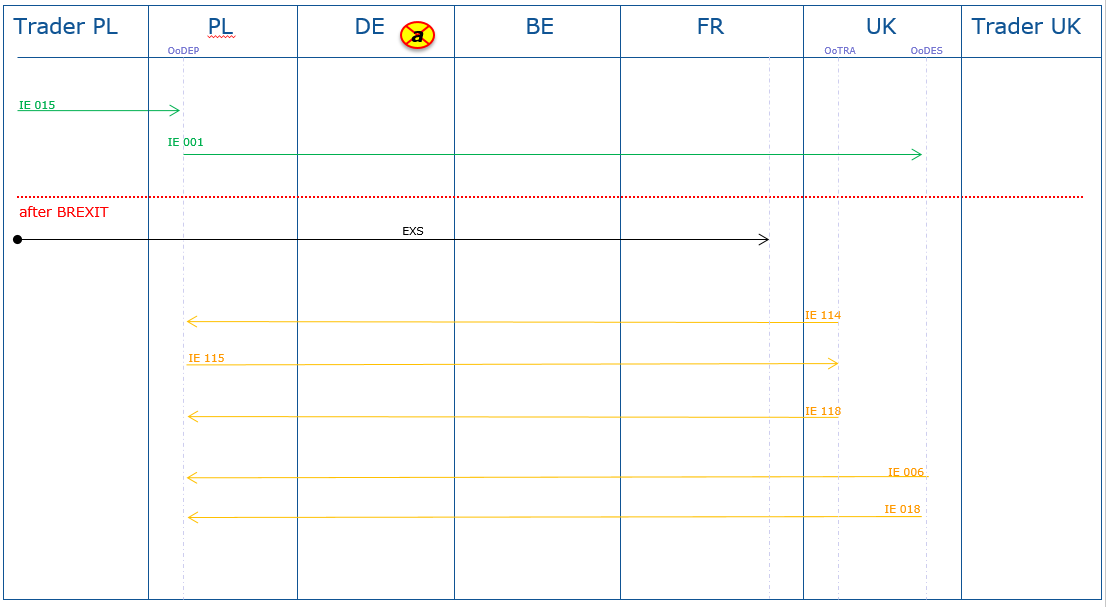 Trader PL PL DE a BE FR UK Trader UK
OoDEP OoTRA OoDES
IE 015
IE 001
after BREXIT
EXS
IE 114
IE 115
IE 118
IE 006
IE 018